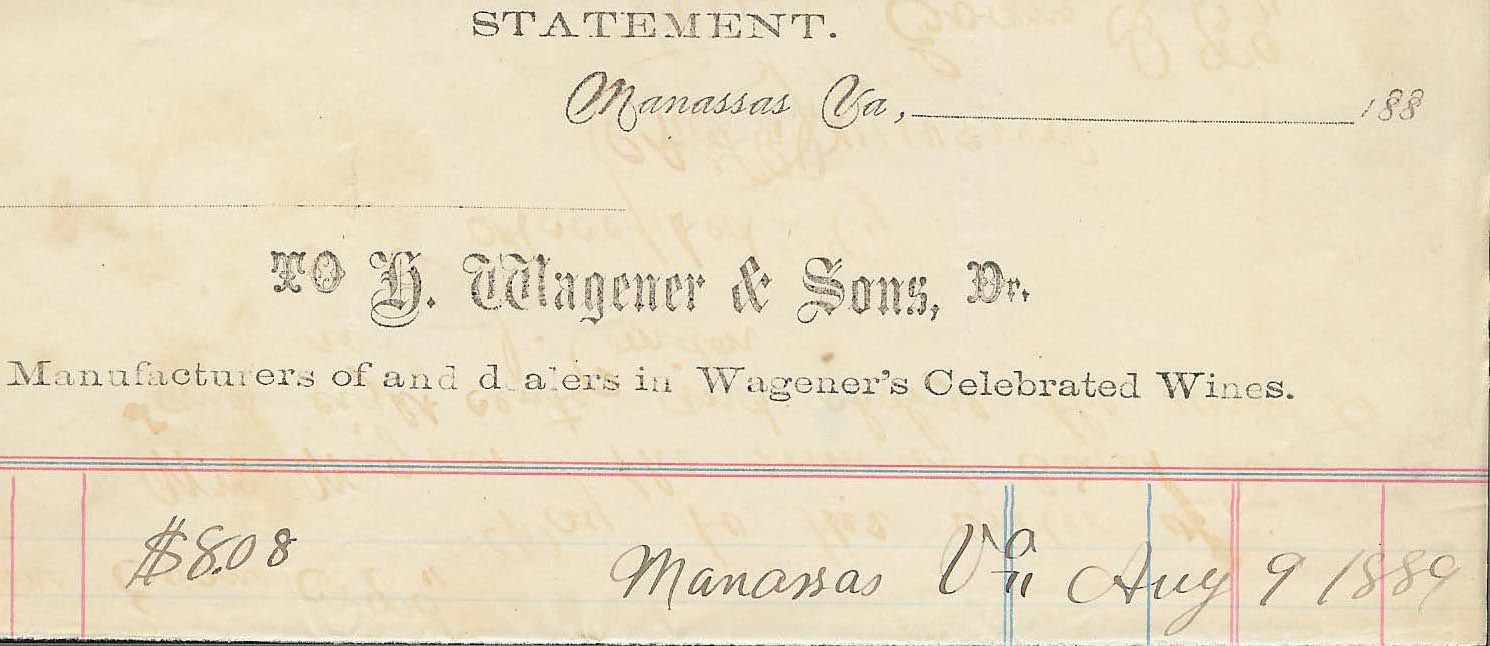 STATEMENT.
Manassas Va, 188
TO H. Wagener & Sons, Dr.
Manufacturers of and dealers in Wagener's Celebrated Wines.
$8.08 Manassas Va Aug 9 1889